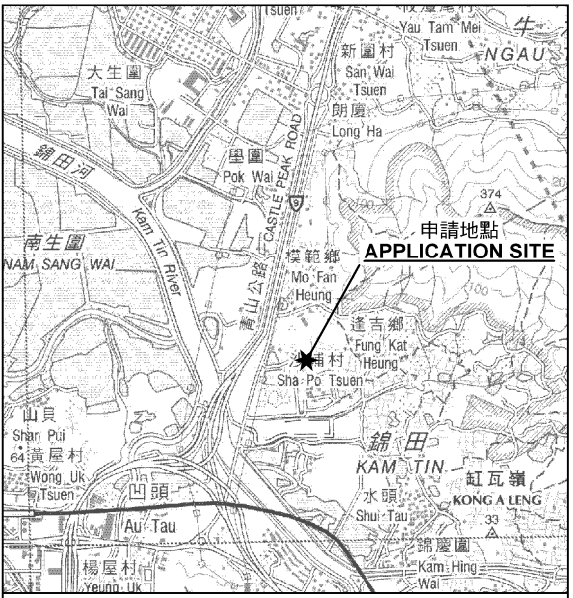 Tsuen
Yau Tam Mei
Tsuen
牛
NGAU
新圍村
San Wai
Tsuen
大生圍
Tai Sang
Wai
朗廈
Long Ha
錦田河
壆圍
Pok Wai
青山公路
CASTLE PEAK ROAD
9
374
Kam Tin River
申請地點
APPLICATION SITE
南生圍
NAM SANG WAI
模範鄉
Mo Fan
Heung
100
逢吉鄉
Fung Kat
Heung
埔村
Sha Po Tsuen
山貝
Shan Pui
64
黃屋村
Wong Uk
Tsuen
錦田
KAM TIN
缸瓦嶺
KONG A LENG
凹頭
Au Tau
水頭
Shui Tau
33
錦慶圍
Kam Hing
Wai
楊屋村
Yeung Uk